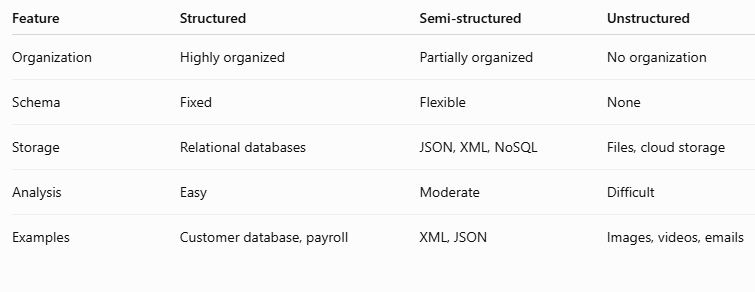 Feature Structured Semi-structured Unstructured
Organization Highly organized Partially organized No organization
Schema Fixed Flexible None
Storage Relational databases JSON, XML, NoSQL Files, cloud storage
Analysis Easy Moderate Difficult
Examples Customer database, payroll XML, JSON Images, videos, emails